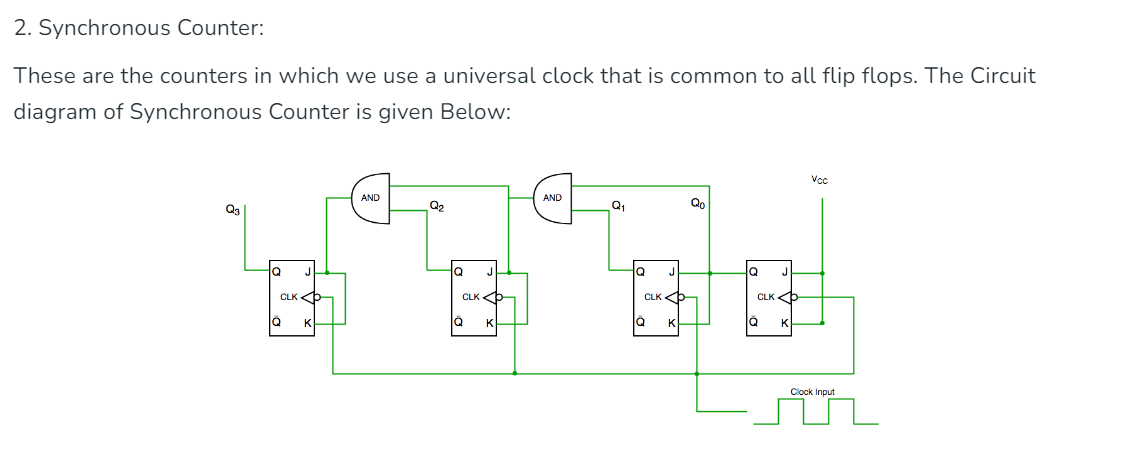 2. Synchronous Counter:
These are the counters in which we use a universal clock that is common to all flip flops. The Circuit
diagram of Synchronous Counter is given Below:
Vcc
AND AND
Q3 Q2 Q1 Q0
Q J Q J Q J Q J
CLK CLK CLK CLK
Q̄ K Q̄ K Q̄ K Q̄ K
Clock Input